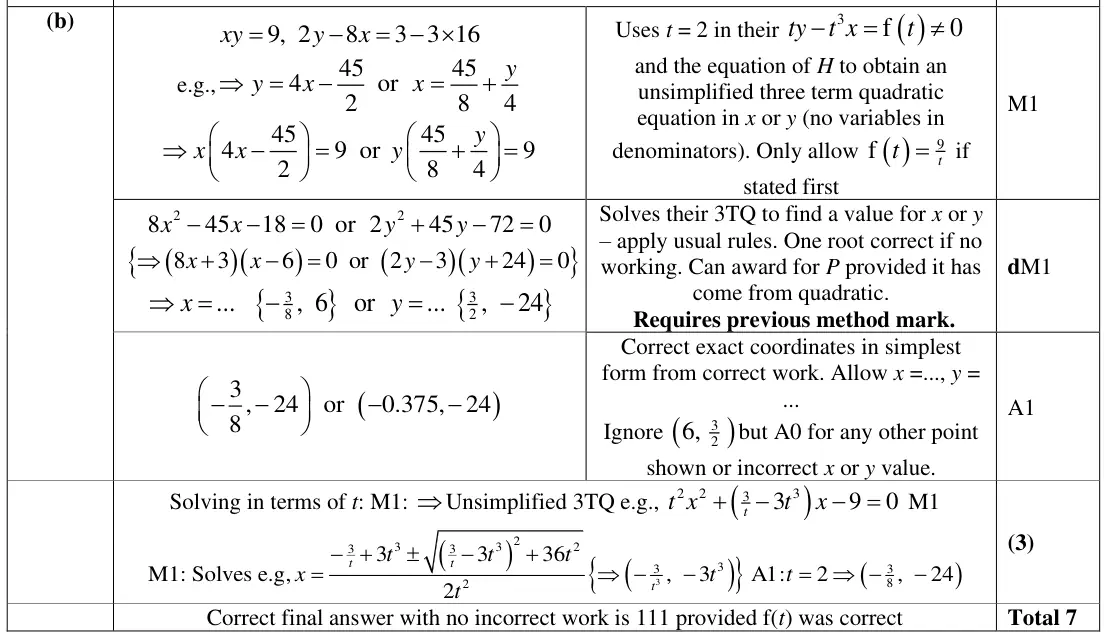 (b)
xy = 9, 2y − 8x = 3 − 3×16
e.g., ⇒ y = 4x − 45/2 or x = 45/8 + y/4
⇒ x(4x − 45/2) = 9 or y(45/8 + y/4) = 9
Uses t = 2 in their ty − t³x = f(t) ≠ 0
and the equation of H to obtain an
unsimplified three term quadratic
equation in x or y (no variables in
denominators). Only allow f(t) = 9/t if
stated first
M1
8x² − 45x − 18 = 0 or 2y² + 45y − 72 = 0
{⇒ (8x + 3)(x − 6) = 0 or (2y − 3)(y + 24) = 0}
⇒ x = ... {−3/8, 6} or y = ... {3/2, −24}
Solves their 3TQ to find a value for x or y
– apply usual rules. One root correct if no
working. Can award for P provided it has
come from quadratic.
Requires previous method mark.
dM1
(−3/8, −24) or (−0.375, −24)
Correct exact coordinates in simplest
form from correct work. Allow x =..., y =
...
Ignore (6, 3/2) but A0 for any other point
shown or incorrect x or y value.
A1
Solving in terms of t: M1: ⇒ Unsimplified 3TQ e.g., t²x² + (3/t − 3t³)x − 9 = 0 M1
M1: Solves e.g, x = (−3/t + 3t³ ± √((3/t − 3t³)² + 36t²))/(2t²) {⇒ (−3/t³, −3t³)} A1: t = 2 ⇒ (−3/8, −24)
(3)
Correct final answer with no incorrect work is 111 provided f(t) was correct
Total 7